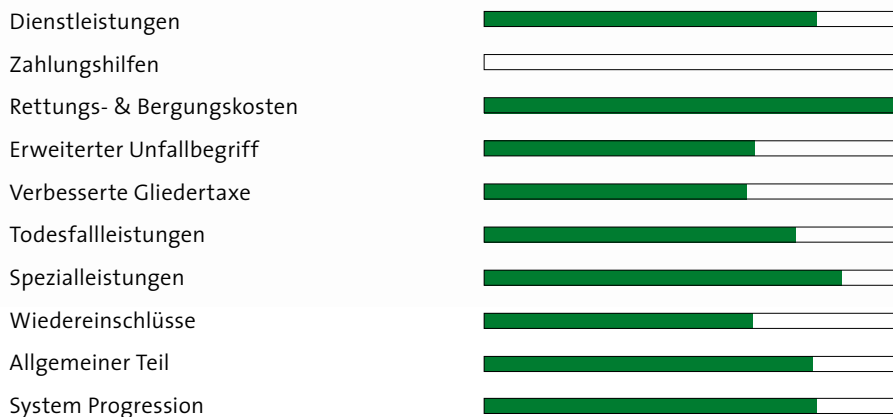 Dienstleistungen
Zahlungshilfen
Rettungs- & Bergungskosten
Erweiterter Unfallbegriff
Verbesserte Gliedertaxe
Todesfallleistungen
Spezialleistungen
Wiedereinschlüsse
Allgemeiner Teil
System Progression